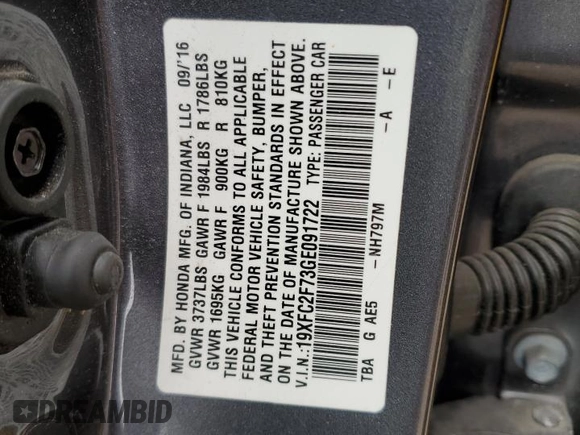 MFD. BY HONDA MFG. OF INDIANA, LLC 09/'16
GVWR 3737LBS GAWR F 1984LBS R 1786LBS
GVWR 1695KG GAWR F 900KG R 810KG
THIS VEHICLE CONFORMS TO ALL APPLICABLE
FEDERAL MOTOR VEHICLE SAFETY, BUMPER,
AND THEFT PREVENTION STANDARDS IN EFFECT
ON THE DATE OF MANUFACTURE SHOWN ABOVE.
V.I.N.:19XFC2F73GE091722 TYPE: PASSENGER CAR
-NH797M -A -E
TBA G AE5
DREAMBID